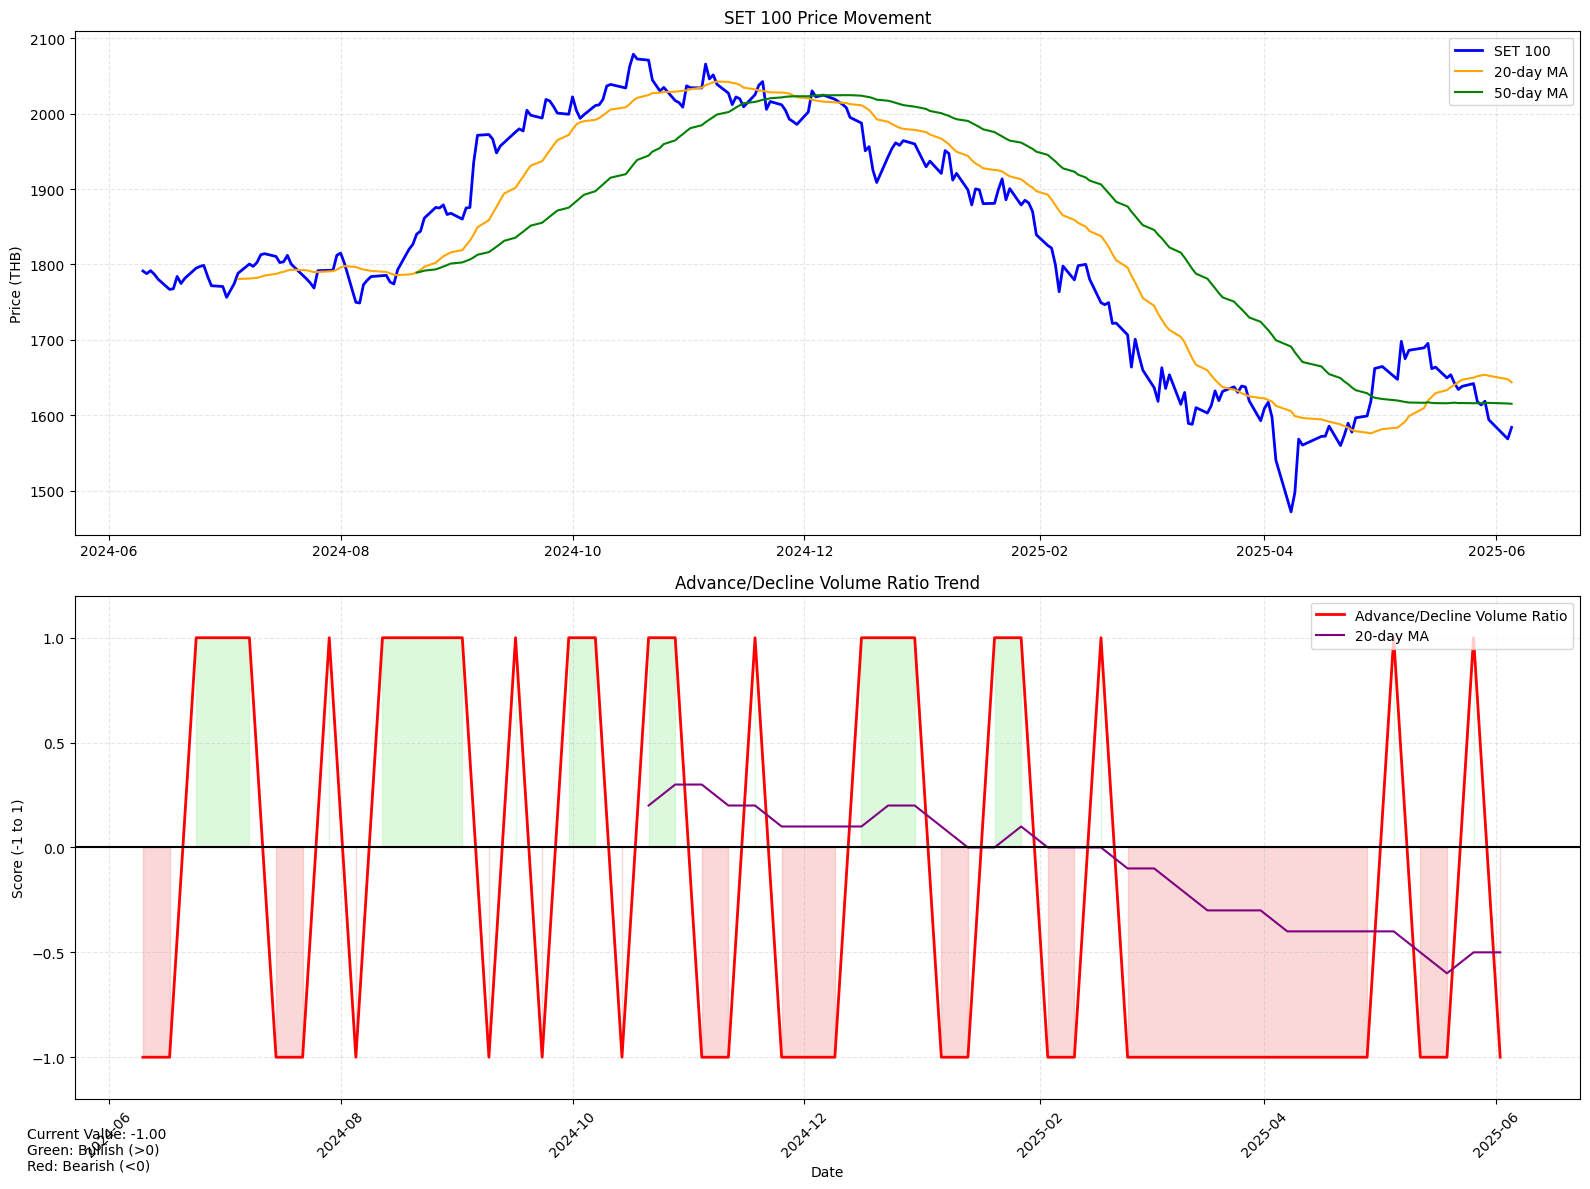 SET 100 Price Movement
2100
2000
1900
1800
1700
1600
1500
Price (THB)
SET 100
20-day MA
50-day MA
2024-06
2024-08
2024-10
2024-12
2025-02
2025-04
2025-06
Advance/Decline Volume Ratio Trend
1.0
0.5
0.0
−0.5
−1.0
Score (-1 to 1)
Advance/Decline Volume Ratio
20-day MA
2024-06
2024-08
2024-10
2024-12
2025-02
2025-04
2025-06
Date
Current Value: -1.00
Green: Bullish (>0)
Red: Bearish (<0)